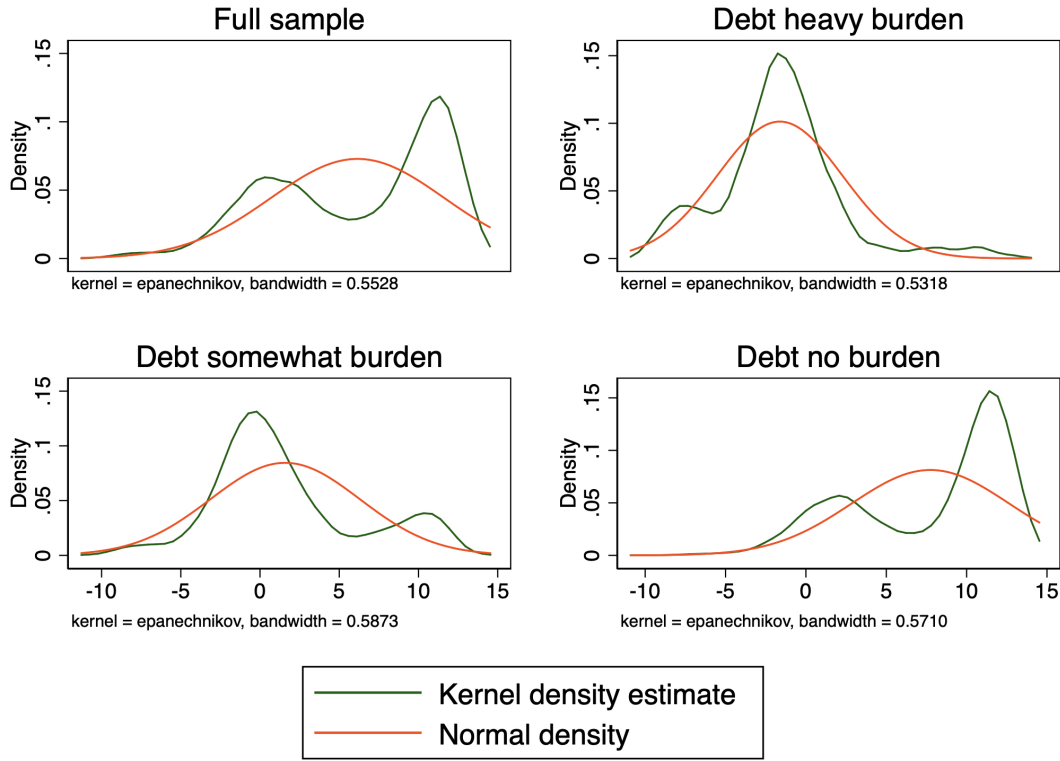 Full sample
Density
0
.05
.1
.15
kernel = epanechnikov, bandwidth = 0.5528
Debt heavy burden
Density
0
.05
.1
.15
kernel = epanechnikov, bandwidth = 0.5318
Debt somewhat burden
Density
0
.05
.1
.15
-10 -5 0 5 10 15
kernel = epanechnikov, bandwidth = 0.5873
Debt no burden
Density
0
.05
.1
.15
-10 -5 0 5 10 15
kernel = epanechnikov, bandwidth = 0.5710
Kernel density estimate
Normal density